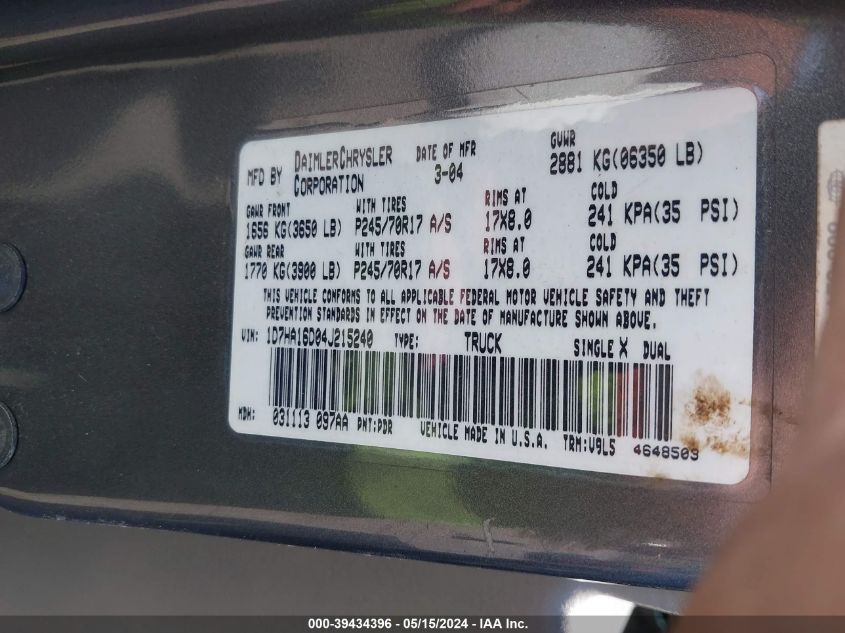 MFD BY DAIMLERCHRYSLER CORPORATION DATE OF MFR 3-04 GVWR 2881 KG(06350 LB)
GAWR FRONT WITH TIRES RIMS AT COLD
1656 KG(3650 LB) P245/70R17 A/S 17X8.0 241 KPA(35 PSI)
GAWR REAR WITH TIRES RIMS AT COLD
1770 KG(3900 LB) P245/70R17 A/S 17X8.0 241 KPA(35 PSI)
THIS VEHICLE CONFORMS TO ALL APPLICABLE FEDERAL MOTOR VEHICLE SAFETY AND THEFT
PREVENTION STANDARDS IN EFFECT ON THE DATE OF MANUFACTURE SHOWN ABOVE.
VIN: 1D7HA16D04J215240 TYPE: TRUCK SINGLE X DUAL
MDH: 031113 097AA PNT:PDR VEHICLE MADE IN U.S.A. TRM:V9L5 4648503
000-39434396 - 05/15/2024 - IAA Inc.